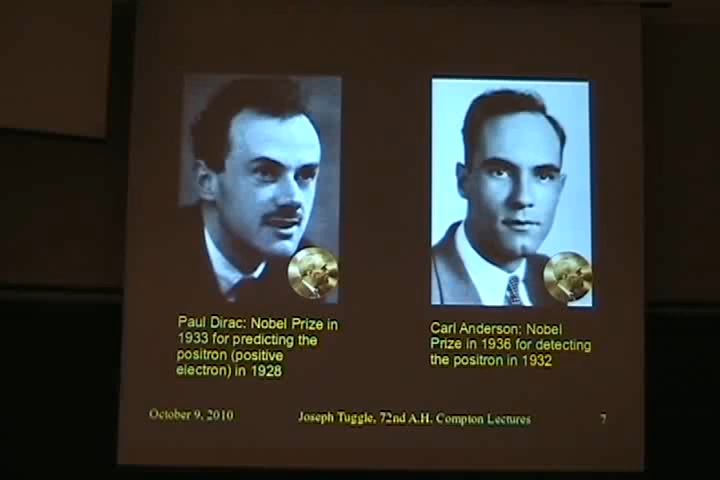 Paul Dirac: Nobel Prize in
1933 for predicting the
positron (positive
electron) in 1928
Carl Anderson: Nobel
Prize in 1936 for detecting
the positron in 1932
October 9, 2010
Joseph Tuggle, 72nd A.H. Compton Lectures
7